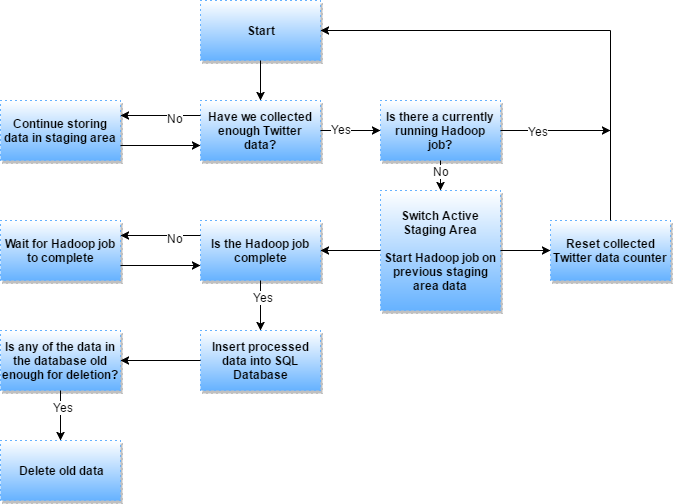 Start
Continue storing
data in staging area
No
Have we collected
enough Twitter
data?
Yes
Is there a currently
running Hadoop
job?
Yes
No
Switch Active
Staging Area
Start Hadoop job on
previous staging
area data
Reset collected
Twitter data counter
Wait for Hadoop job
to complete
No
Is the Hadoop job
complete
Yes
Is any of the data in
the database old
enough for deletion?
Insert processed
data into SQL
Database
Yes
Delete old data